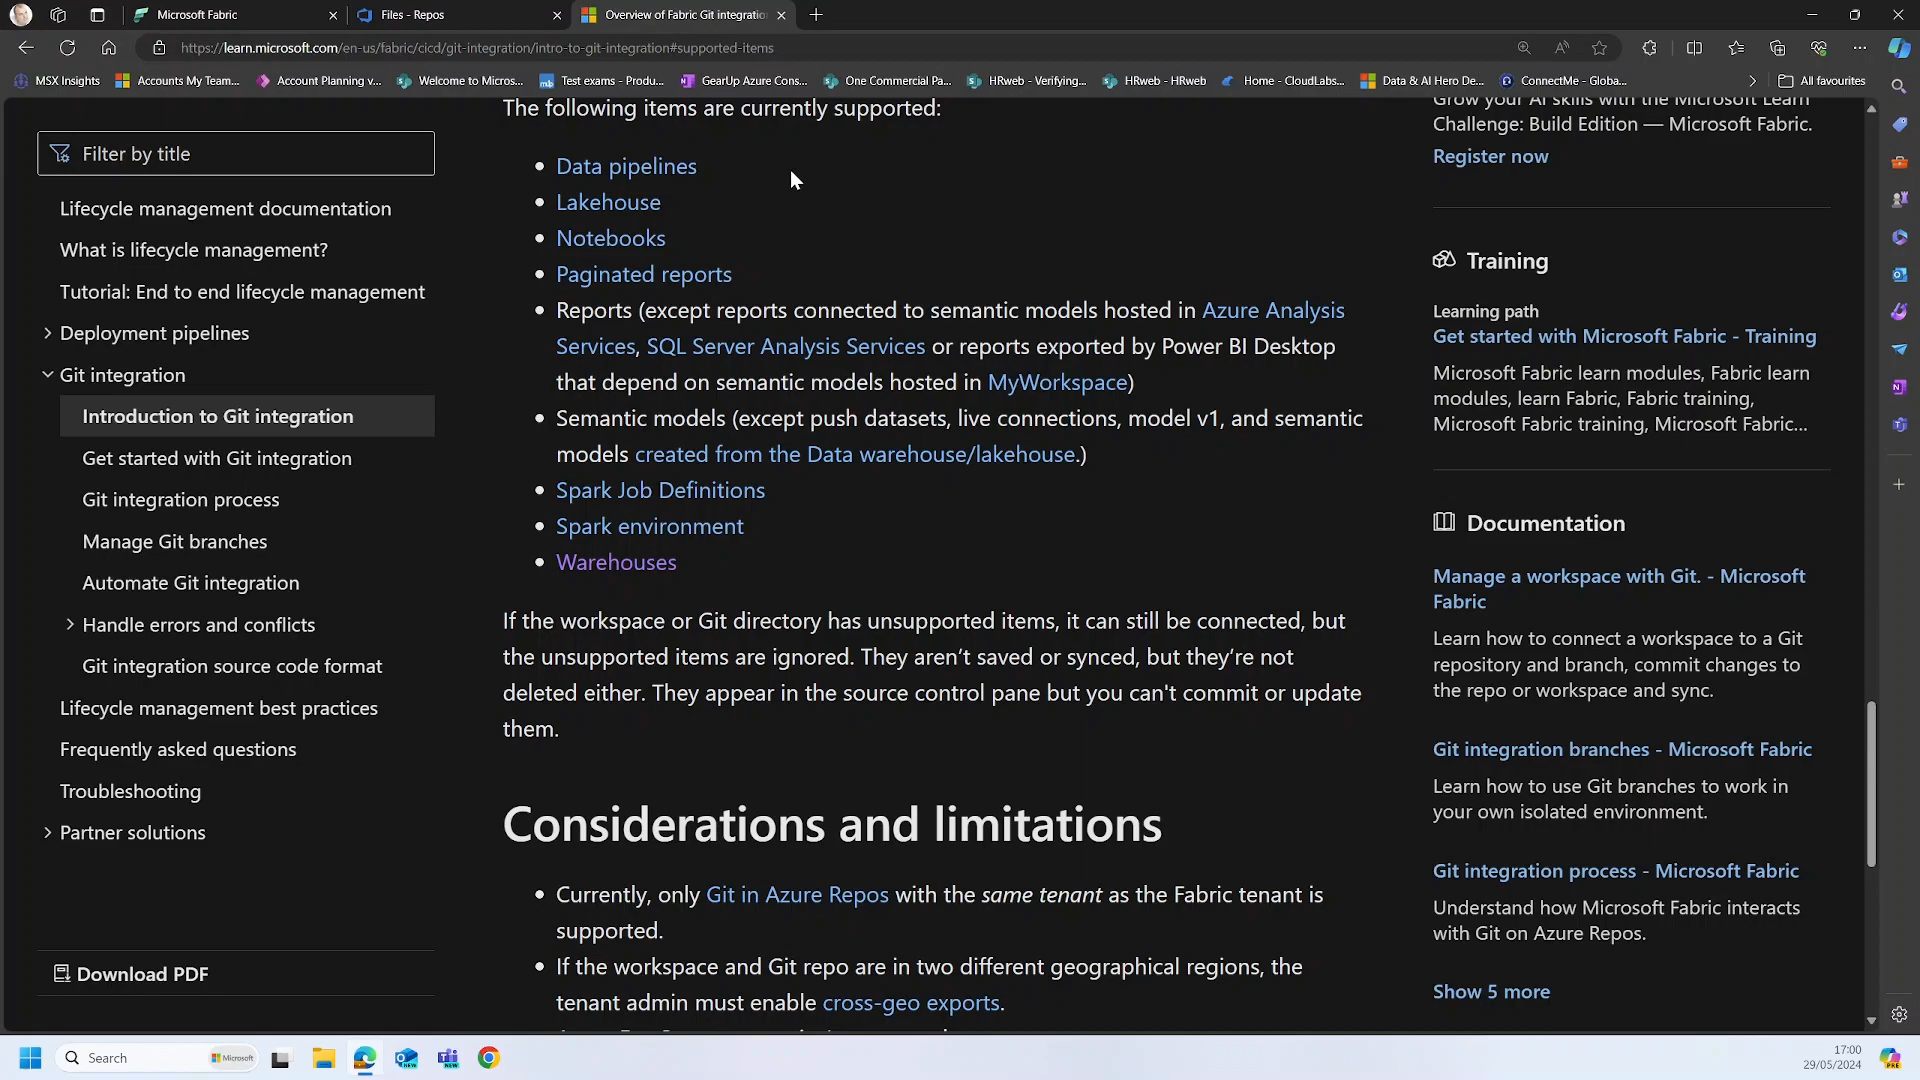 Microsoft Fabric
Files - Repos
Overview of Fabric Git integratio
https://learn.microsoft.com/en-us/fabric/cicd/git-integration/intro-to-git-integration#supported-items
MSX Insights
Accounts My Team...
Account Planning v...
Welcome to Micros...
Test exams - Produ...
GearUp Azure Cons...
One Commercial Pa...
HRweb - Verifying...
HRweb - HRweb
Home - CloudLabs...
Data & AI Hero De...
ConnectMe - Globa...
All favourites
Filter by title
Lifecycle management documentation
What is lifecycle management?
Tutorial: End to end lifecycle management
Deployment pipelines
Git integration
Introduction to Git integration
Get started with Git integration
Git integration process
Manage Git branches
Automate Git integration
Handle errors and conflicts
Git integration source code format
Lifecycle management best practices
Frequently asked questions
Troubleshooting
Partner solutions
Download PDF
The following items are currently supported:
Data pipelines
Lakehouse
Notebooks
Paginated reports
Reports (except reports connected to semantic models hosted in Azure Analysis
Services, SQL Server Analysis Services or reports exported by Power BI Desktop
that depend on semantic models hosted in MyWorkspace)
Semantic models (except push datasets, live connections, model v1, and semantic
models created from the Data warehouse/lakehouse.)
Spark Job Definitions
Spark environment
Warehouses
If the workspace or Git directory has unsupported items, it can still be connected, but
the unsupported items are ignored. They aren’t saved or synced, but they’re not
deleted either. They appear in the source control pane but you can't commit or update
them.
Considerations and limitations
Currently, only Git in Azure Repos with the same tenant as the Fabric tenant is
supported.
If the workspace and Git repo are in two different geographical regions, the
tenant admin must enable cross-geo exports.
Grow your AI skills with the Microsoft Learn
Challenge: Build Edition — Microsoft Fabric.
Register now
Training
Learning path
Get started with Microsoft Fabric - Training
Microsoft Fabric learn modules, Fabric learn
modules, learn Fabric, Fabric training,
Microsoft Fabric training, Microsoft Fabric...
Documentation
Manage a workspace with Git. - Microsoft
Fabric
Learn how to connect a workspace to a Git
repository and branch, commit changes to
the repo or workspace and sync.
Git integration branches - Microsoft Fabric
Learn how to use Git branches to work in
your own isolated environment.
Git integration process - Microsoft Fabric
Understand how Microsoft Fabric interacts
with Git on Azure Repos.
Show 5 more
Search
Microsoft
17:00
29/05/2024